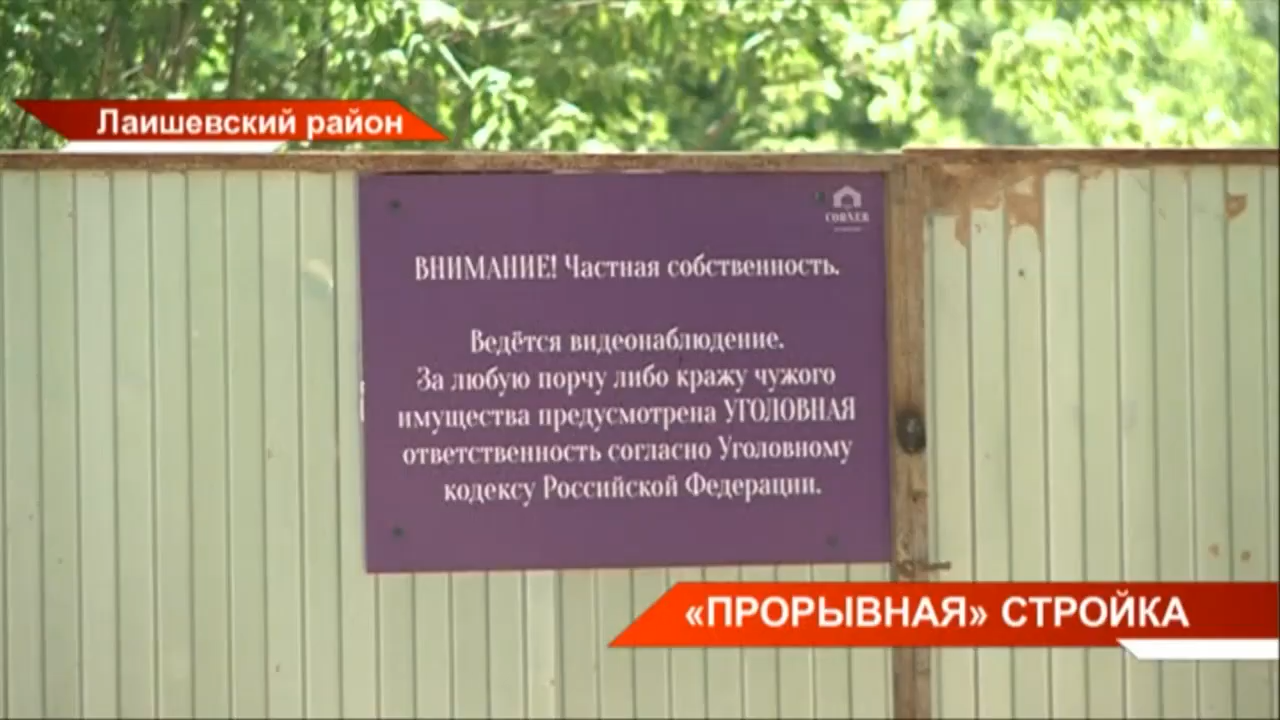 Лаишевский район
CORNER
ВНИМАНИЕ! Частная собственность.
Ведётся видеонаблюдение.
За любую порчу либо кражу чужого
имущества предусмотрена УГОЛОВНАЯ
ответственность согласно Уголовному
кодексу Российской Федерации.
«ПРОРЫВНАЯ» СТРОЙКА